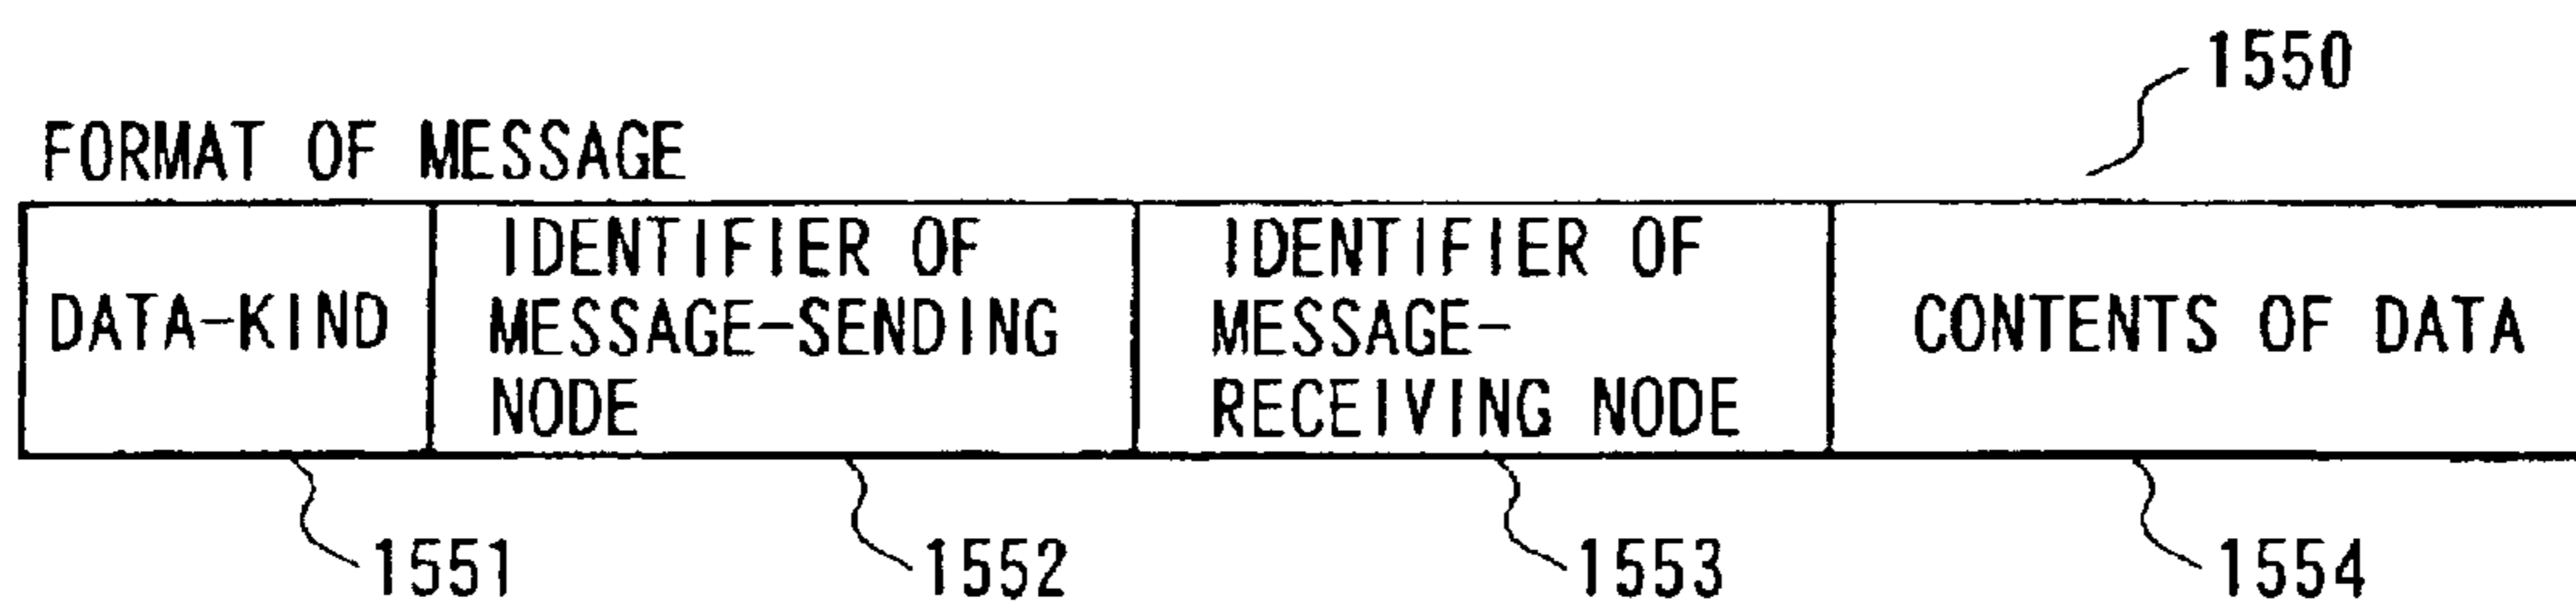 1550
FORMAT OF MESSAGE
DATA-KIND
IDENTIFIER OF
MESSAGE-SENDING
NODE
IDENTIFIER OF
MESSAGE-
RECEIVING NODE
CONTENTS OF DATA
1551
1552
1553
1554